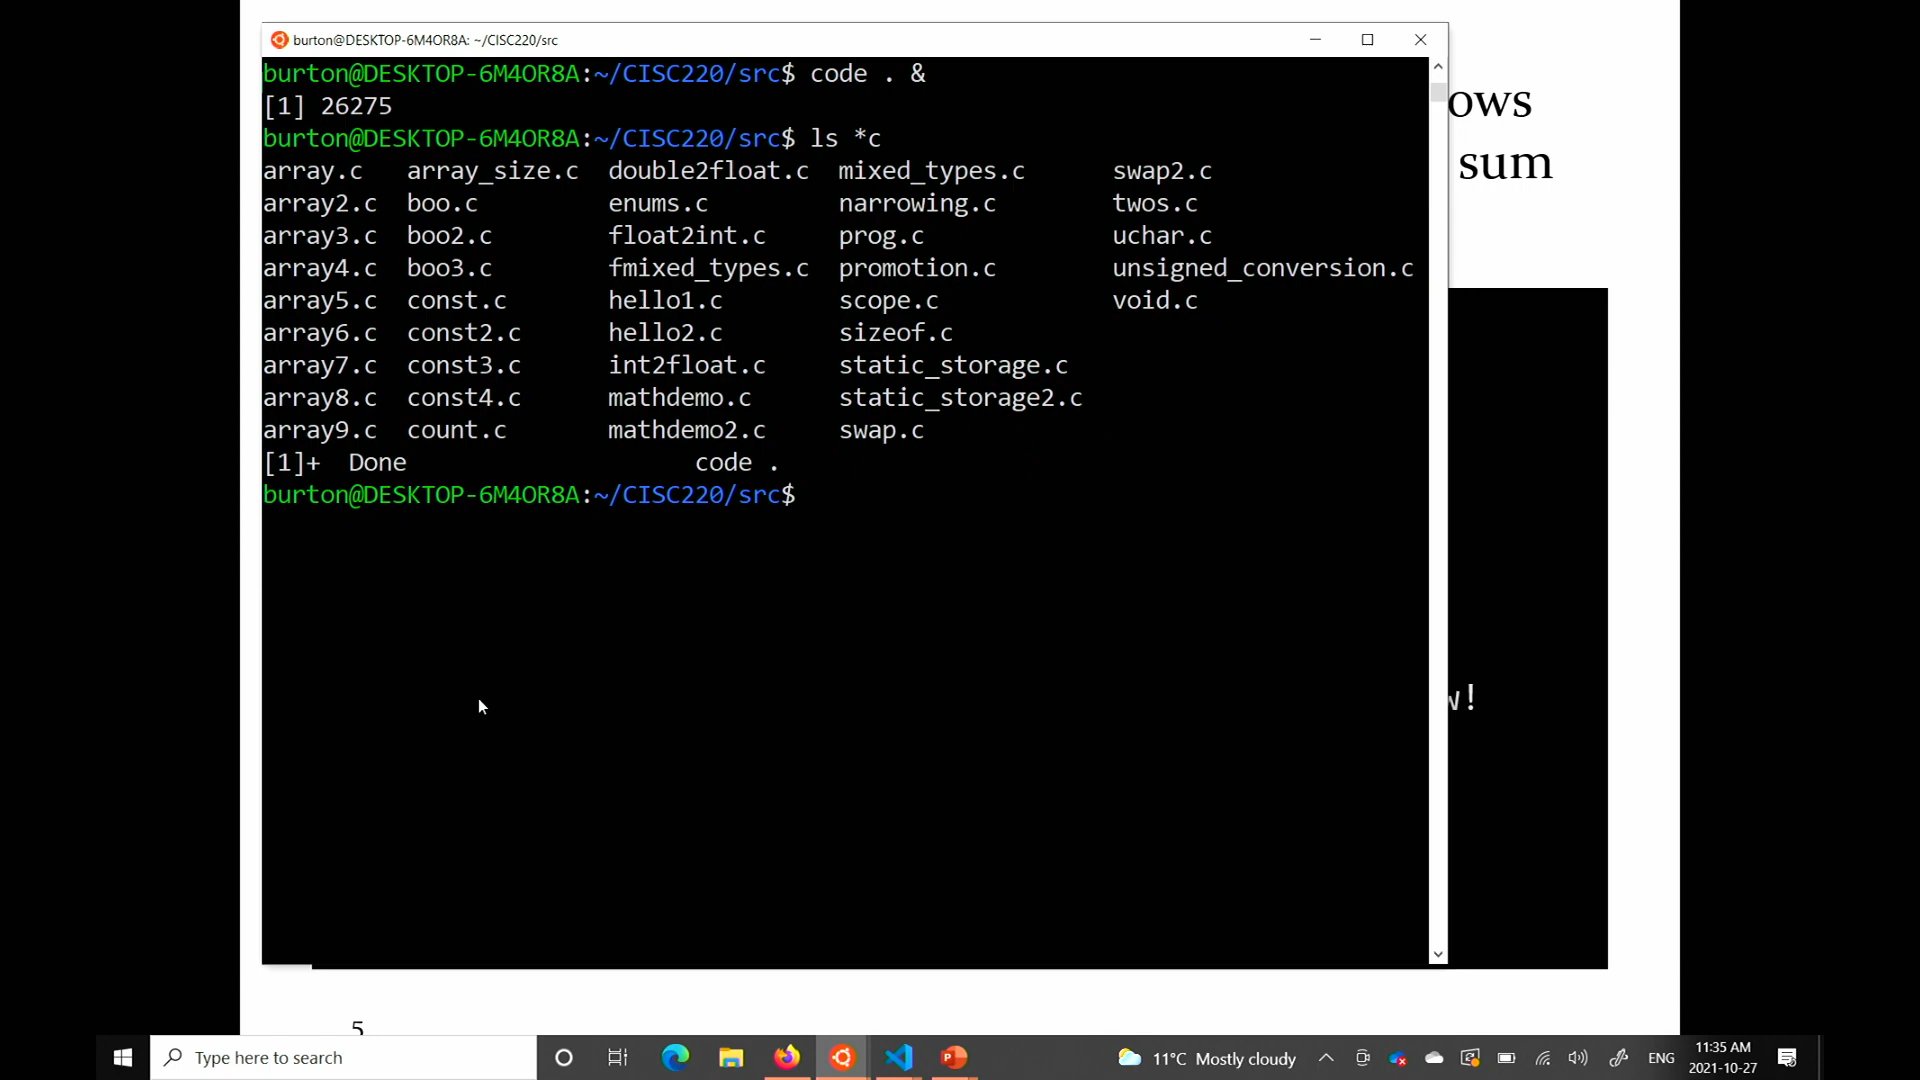 burton@DESKTOP-6M4OR8A: ~/CISC220/src
burton@DESKTOP-6M4OR8A:~/CISC220/src$ code . &
[1] 26275
burton@DESKTOP-6M4OR8A:~/CISC220/src$ ls *c
array.c array_size.c double2float.c mixed_types.c swap2.c
array2.c boo.c enums.c narrowing.c twos.c
array3.c boo2.c float2int.c prog.c uchar.c
array4.c boo3.c fmixed_types.c promotion.c unsigned_conversion.c
array5.c const.c hello1.c scope.c void.c
array6.c const2.c hello2.c sizeof.c
array7.c const3.c int2float.c static_storage.c
array8.c const4.c mathdemo.c static_storage2.c
array9.c count.c mathdemo2.c swap.c
[1]+ Done code .
burton@DESKTOP-6M4OR8A:~/CISC220/src$
ows
sum
w!
5
Type here to search
11°C Mostly cloudy
ENG
11:35 AM
2021-10-27